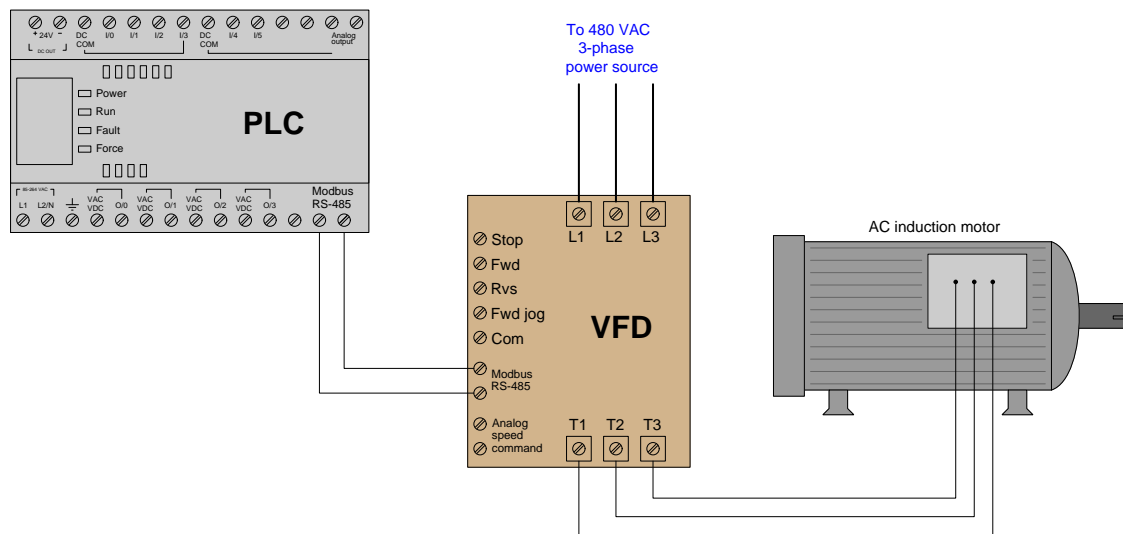 + 24V -
DC OUT
DC COM
I/0
I/1
I/2
I/3
DC COM
I/4
I/5
Analog output
Power
Run
Fault
Force
PLC
85-264 VAC
L1
L2/N
VAC VDC
O/0
VAC VDC
O/1
VAC VDC
O/2
VAC VDC
O/3
Modbus
RS-485
To 480 VAC
3-phase
power source
L1
L2
L3
Stop
Fwd
Rvs
Fwd jog
Com
VFD
Modbus
RS-485
Analog
speed
command
T1
T2
T3
AC induction motor